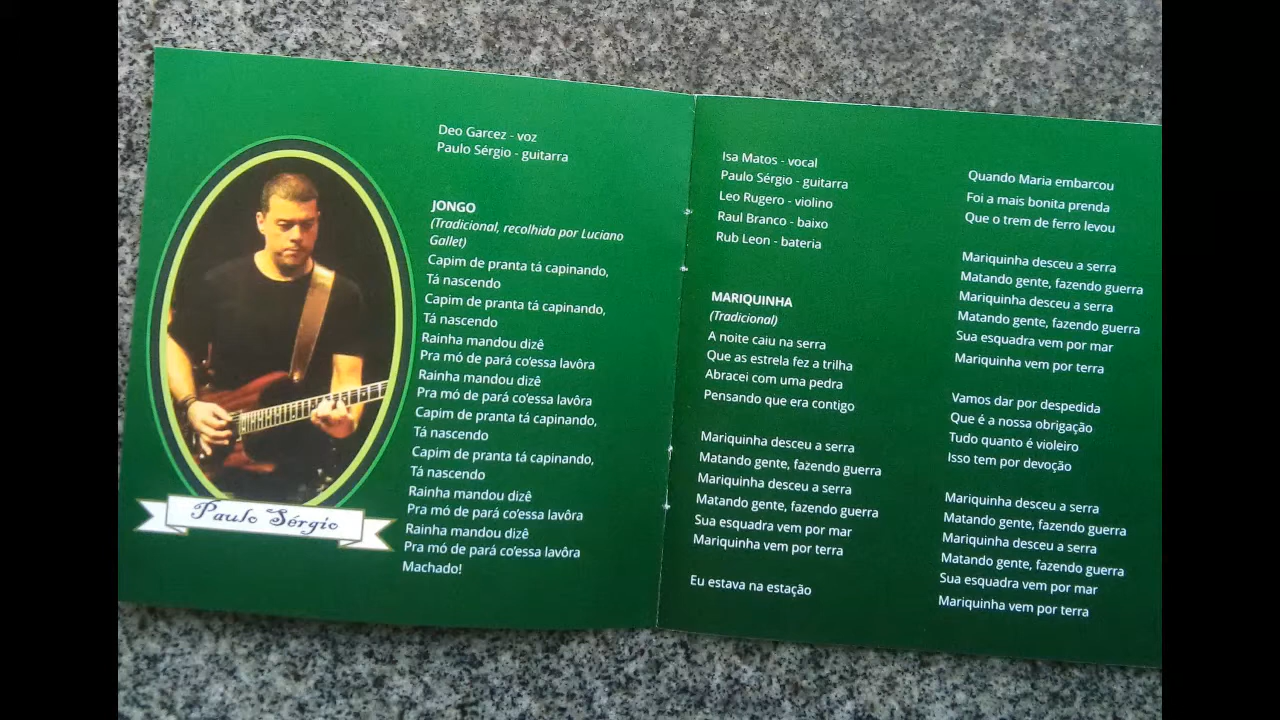 Deo Garcez - voz
Paulo Sérgio - guitarra
JONGO
(Tradicional, recolhida por Luciano
Gallet)
Capim de pranta tá capinando,
Tá nascendo
Capim de pranta tá capinando,
Tá nascendo
Rainha mandou dizê
Pra mó de pará co'essa lavôra
Rainha mandou dizê
Pra mó de pará co'essa lavôra
Capim de pranta tá capinando,
Tá nascendo
Capim de pranta tá capinando,
Tá nascendo
Rainha mandou dizê
Pra mó de pará co'essa lavôra
Rainha mandou dizê
Pra mó de pará co'essa lavôra
Machado!
Paulo Sérgio
Isa Matos - vocal
Paulo Sérgio - guitarra
Leo Rugero - violino
Raul Branco - baixo
Rub Leon - bateria
MARIQUINHA
(Tradicional)
A noite caiu na serra
Que as estrela fez a trilha
Abracei com uma pedra
Pensando que era contigo
Mariquinha desceu a serra
Matando gente, fazendo guerra
Mariquinha desceu a serra
Matando gente, fazendo guerra
Sua esquadra vem por mar
Mariquinha vem por terra
Eu estava na estação
Quando Maria embarcou
Foi a mais bonita prenda
Que o trem de ferro levou
Mariquinha desceu a serra
Matando gente, fazendo guerra
Mariquinha desceu a serra
Matando gente, fazendo guerra
Sua esquadra vem por mar
Mariquinha vem por terra
Vamos dar por despedida
Que é a nossa obrigação
Tudo quanto é violeiro
Isso tem por devoção
Mariquinha desceu a serra
Matando gente, fazendo guerra
Mariquinha desceu a serra
Matando gente, fazendo guerra
Sua esquadra vem por mar
Mariquinha vem por terra